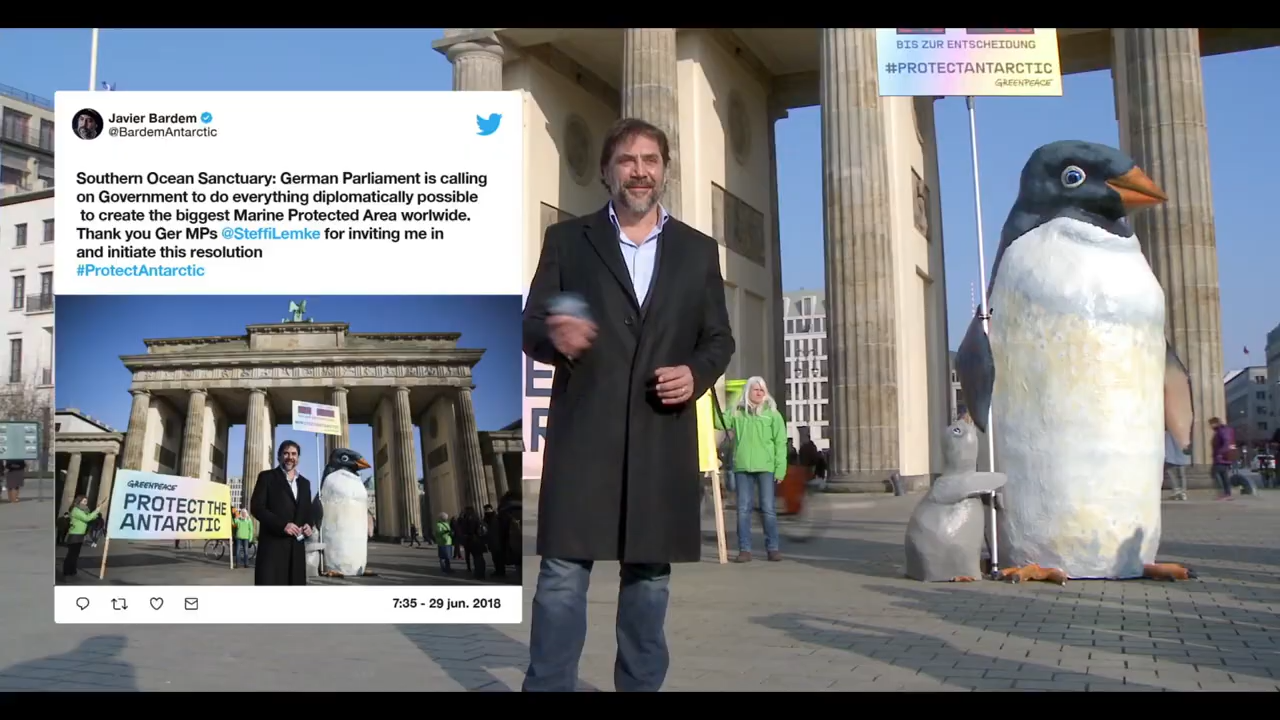 BIS ZUR ENTSCHEIDUNG
#PROTECTANTARCTIC
GREENPEACE
Javier Bardem
@BardemAntarctic
Southern Ocean Sanctuary: German Parliament is calling
on Government to do everything diplomatically possible
to create the biggest Marine Protected Area worlwide.
Thank you Ger MPs @SteffiLemke for inviting me in
and initiate this resolution
#ProtectAntarctic
GREENPEACE
PROTECT THE
ANTARCTIC
7:35 - 29 jun. 2018